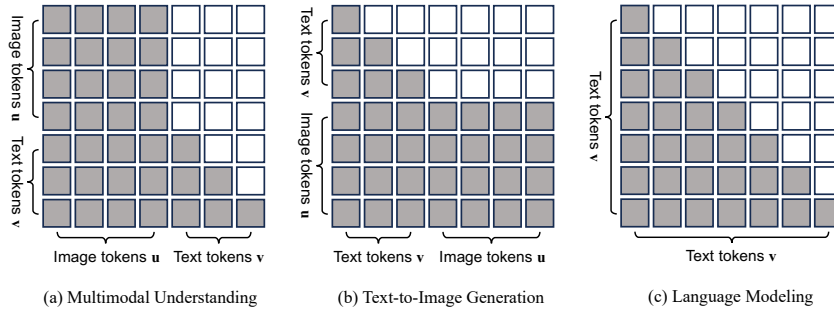 Image tokens u
Text tokens v
Image tokens u
Text tokens v
(a) Multimodal Understanding
Text tokens v
Image tokens u
Text tokens v
Image tokens u
(b) Text-to-Image Generation
Text tokens v
Text tokens v
(c) Language Modeling